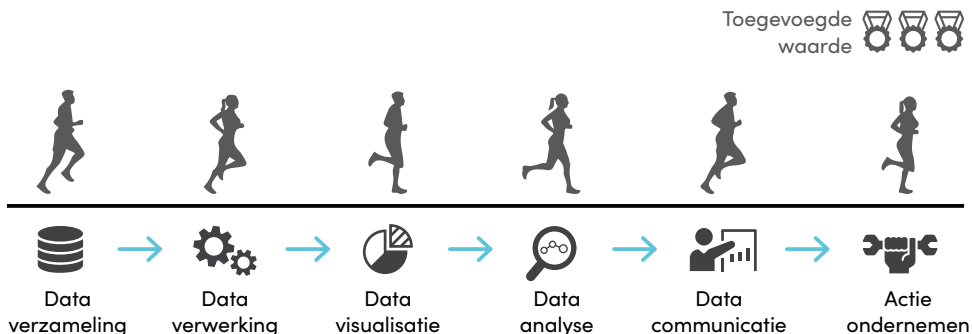 Toegevoegde
waarde
Data
verzameling
Data
verwerking
Data
visualisatie
Data
analyse
Data
communicatie
Actie
ondernemen